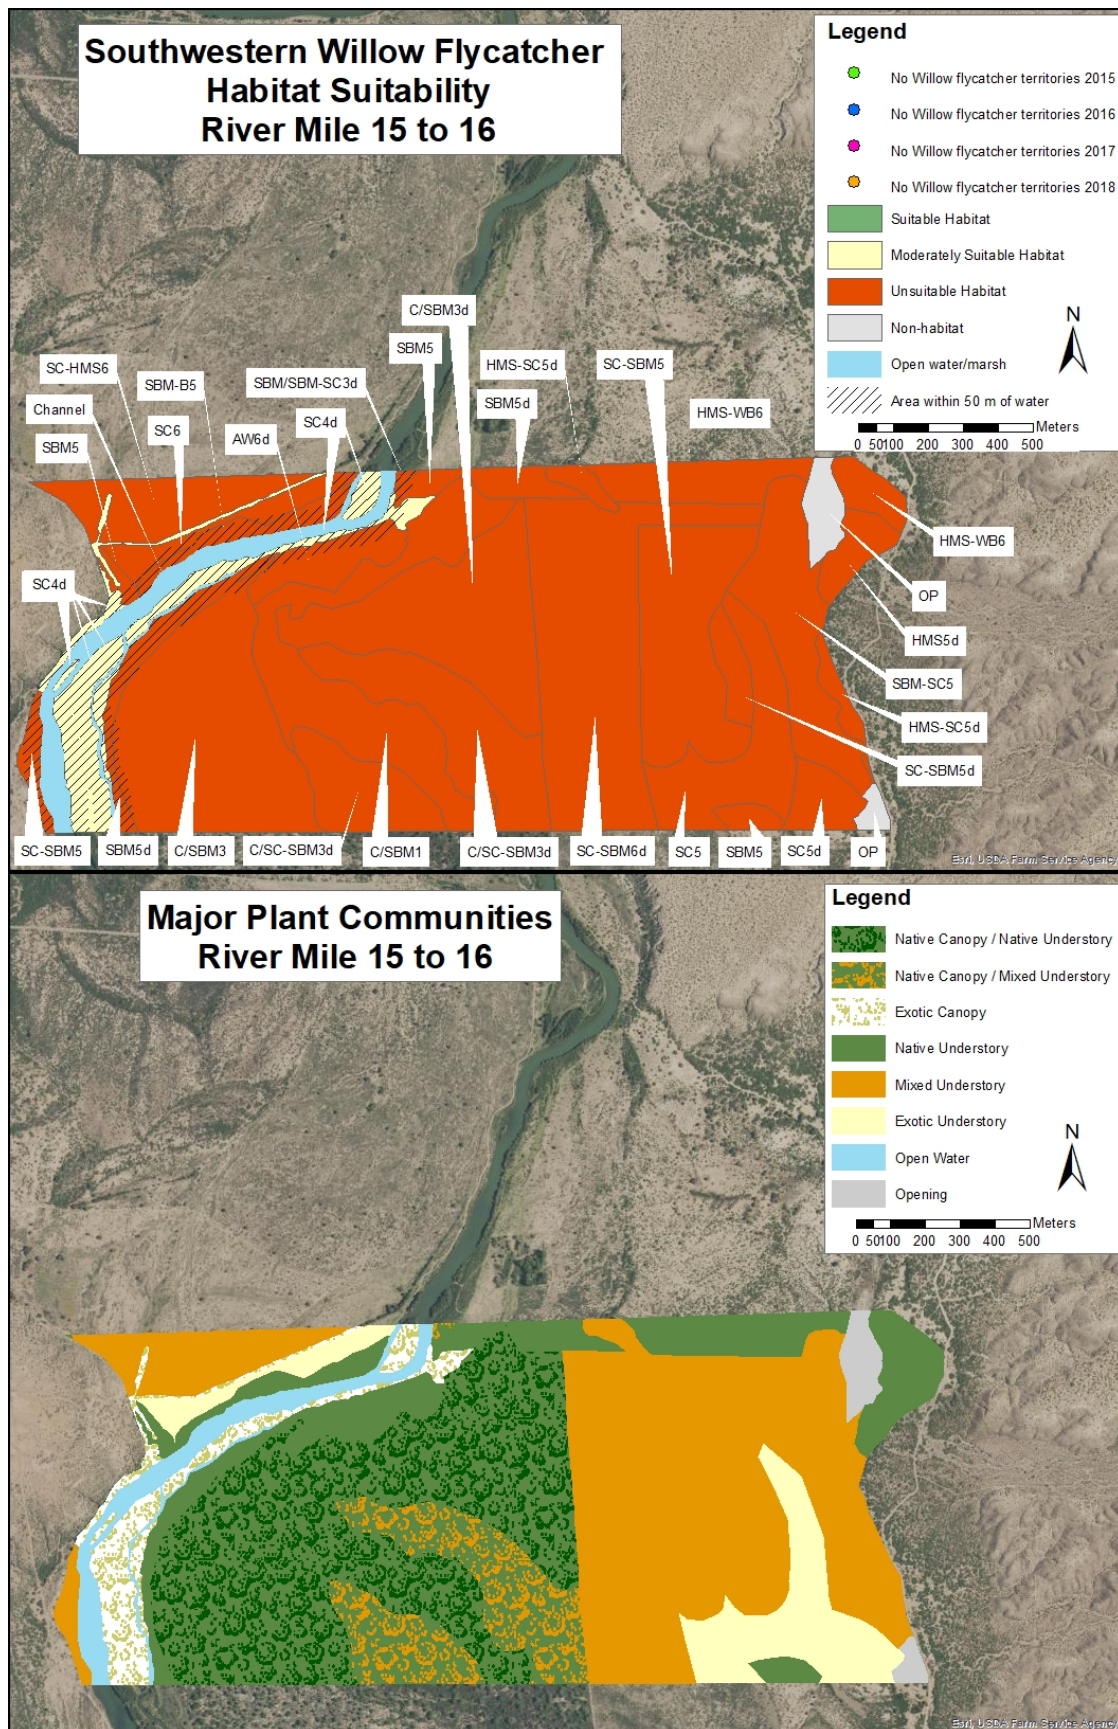 Southwestern Willow Flycatcher
Habitat Suitability
River Mile 15 to 16
Legend
No Willow flycatcher territories 2015
No Willow flycatcher territories 2016
No Willow flycatcher territories 2017
No Willow flycatcher territories 2018
Suitable Habitat
Moderately Suitable Habitat
Unsuitable Habitat
Non-habitat
Open water/marsh
Area within 50 m of water
N
Meters
0 50100 200 300 400 500
C/SBM3d
SBM5
SC-HMS6
SBM-B5
SBM/SBM-SC3d
HMS-SC5d
SC-SBM5
Channel
SC6
SC4d
SBM5d
HMS-WB6
SBM5
AW6d
HMS-WB6
SC4d
OP
HMS5d
SBM-SC5
HMS-SC5d
SC-SBM5d
SC-SBM5
SBM5d
C/SBM3
C/SC-SBM3d
C/SBM1
C/SC-SBM3d
SC-SBM6d
SC5
SBM5
SC5d
OP
Esri, USDA Farm Service Agency
Major Plant Communities
River Mile 15 to 16
Legend
Native Canopy / Native Understory
Native Canopy / Mixed Understory
Exotic Canopy
Native Understory
Mixed Understory
Exotic Understory
Open Water
Opening
N
Meters
0 50100 200 300 400 500
Esri, USDA Farm Service Agency